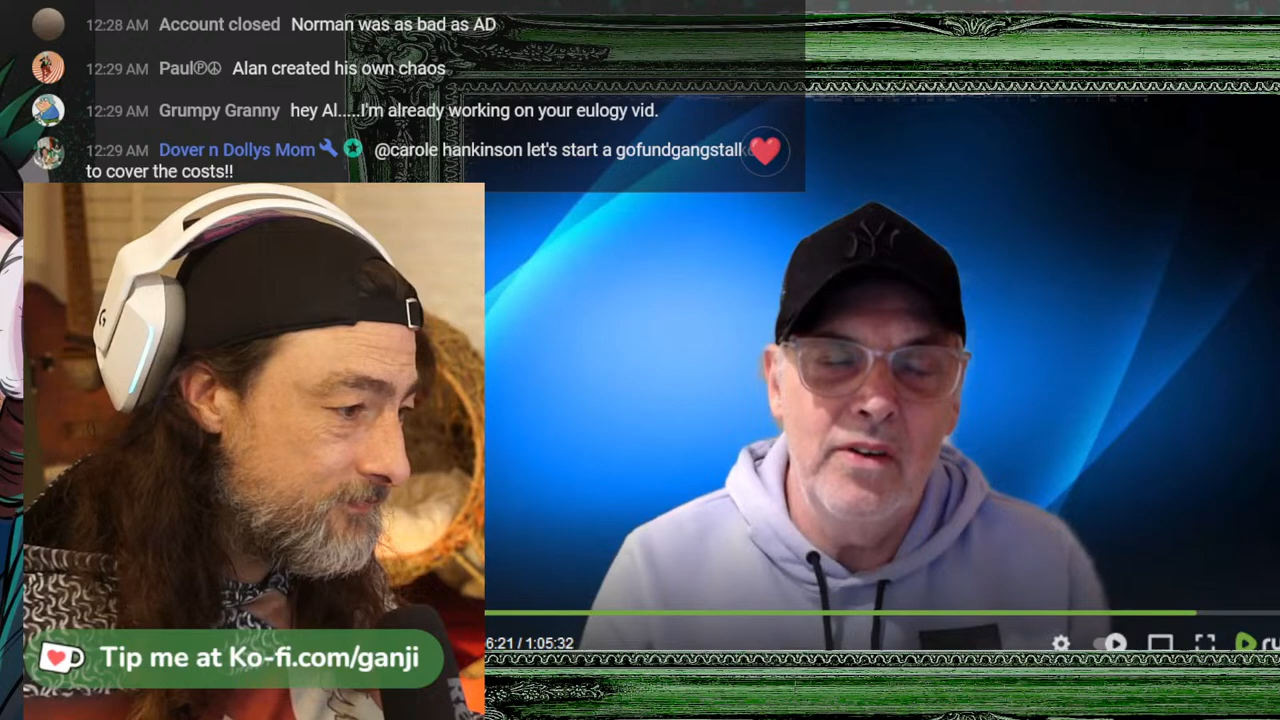 12:28 AM Account closed Norman was as bad as AD
12:29 AM Paul℗☮ Alan created his own chaos
12:29 AM Grumpy Granny hey Al.....I'm already working on your eulogy vid.
12:29 AM Dover n Dollys Mom @carole hankinson let's start a gofundgangstalk
to cover the costs!!
NY
G
Tip me at Ko-fi.com/ganji
6:21 / 1:05:32
ru